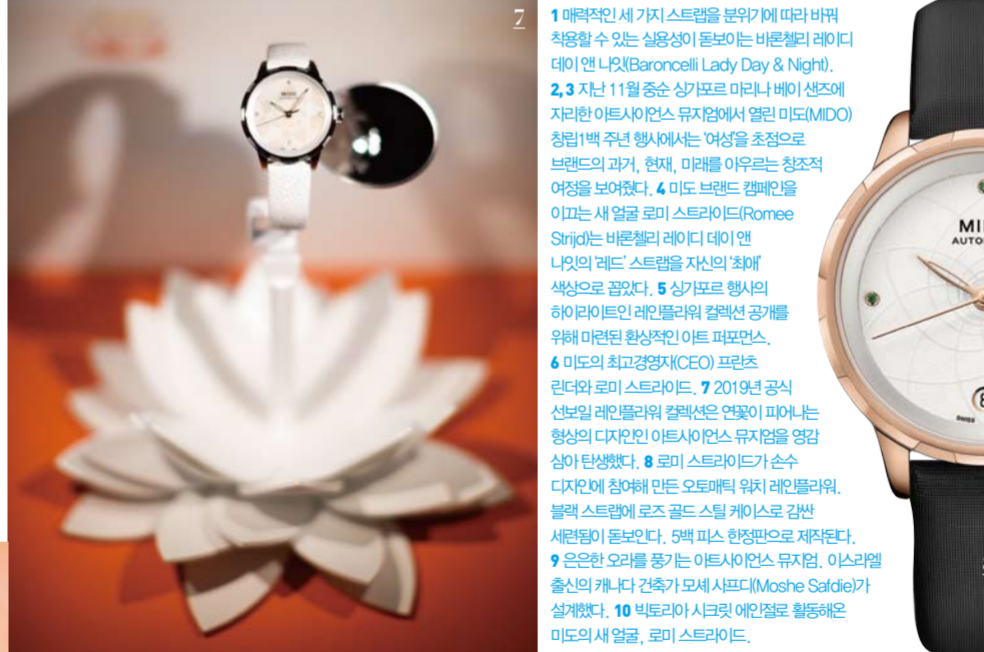 7
1 매력적인 세 가지 스트랩을 분위기에 따라 바꿔
착용할 수 있는 실용성이 돋보이는 바론첼리 레이디
데이 앤 나잇(Baroncelli Lady Day & Night).
2, 3 지난 11월 중순 싱가포르 마리나 베이 샌즈에
자리한 아트사이언스 뮤지엄에서 열린 미도(MIDO)
창립1백 주년 행사에서는 ‘여성’을 초점으로
브랜드의 과거, 현재, 미래를 아우르는 창조적
여정을 보여줬다. 4 미도 브랜드 캠페인을
이끄는 새 얼굴 로미 스트라이드(Romee
Strijd)는 바론첼리 레이디 데이 앤
나잇의 ‘레드’ 스트랩을 자신의 ‘최애’
색상으로 꼽았다. 5 싱가포르 행사의
하이라이트인 레인플라워 컬렉션 공개를
위해 마련된 환상적인 아트 퍼포먼스.
6 미도의 최고경영자(CEO) 프란츠
린더와 로미 스트라이드. 7 2019년 공식
선보일 레인플라워 컬렉션은 연꽃이 피어나는
형상의 디자인인 아트사이언스 뮤지엄을 영감
삼아 탄생했다. 8 로미 스트라이드가 손수
디자인에 참여해 만든 오토매틱 워치 레인플라워.
블랙 스트랩에 로즈 골드 스틸 케이스로 감싼
세련됨이 돋보인다. 5백 피스 한정판으로 제작된다.
9 은은한 오라를 풍기는 아트사이언스 뮤지엄. 이스라엘
출신의 캐나다 건축가 모셰 사프디(Moshe Safdie)가
설계했다. 10 빅토리아 시크릿 에인절로 활동해온
미도의 새 얼굴, 로미 스트라이드.
MIDO
MI
AUTO
SWISS